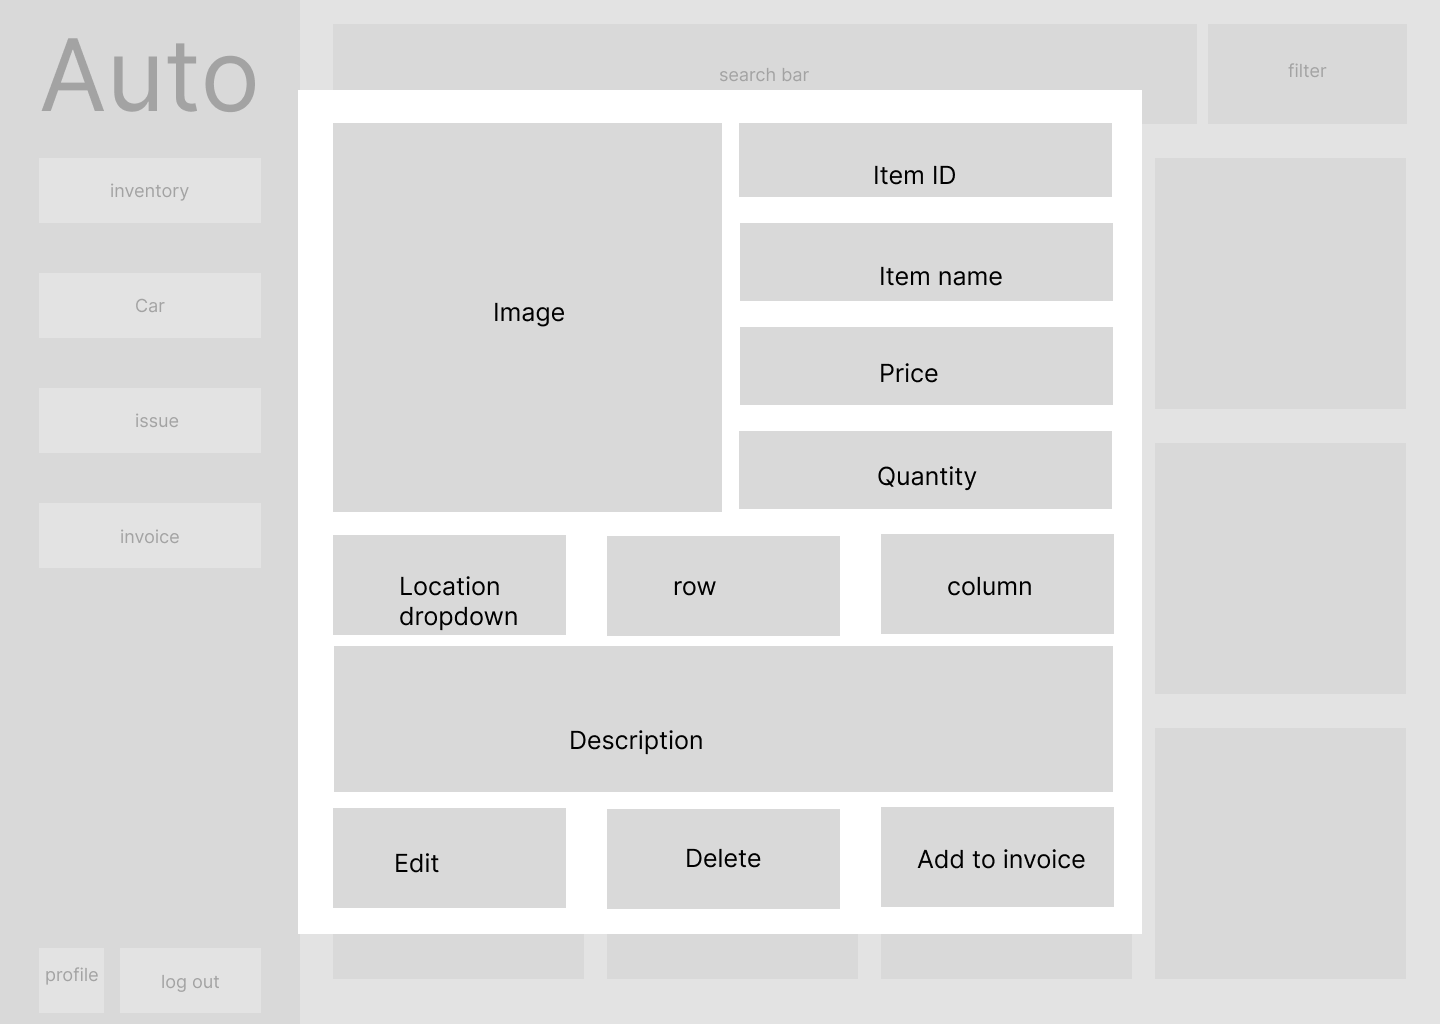 Auto
search bar
filter
inventory
Car
issue
invoice
profile
log out
Image
Item ID
Item name
Price
Quantity
Location
dropdown
row
column
Description
Edit
Delete
Add to invoice